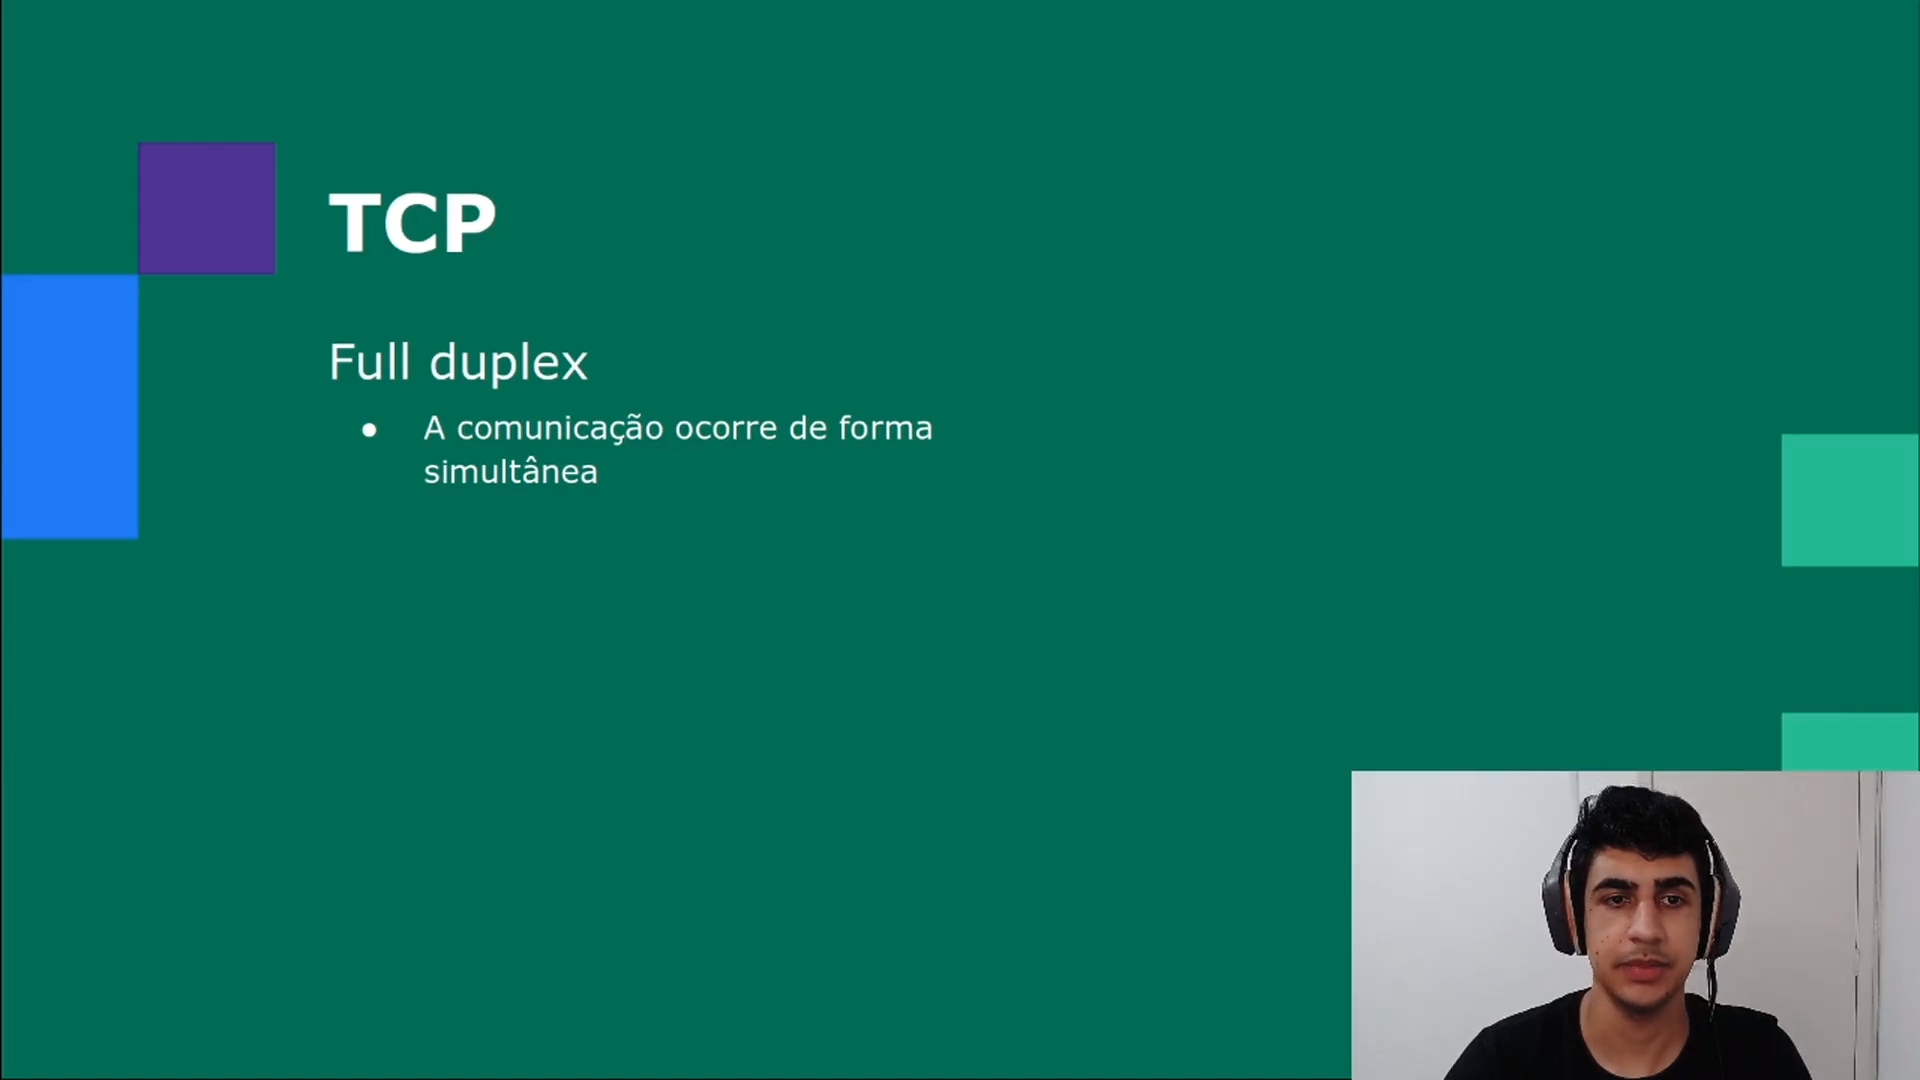 TCP
Full duplex
● A comunicação ocorre de forma
simultânea